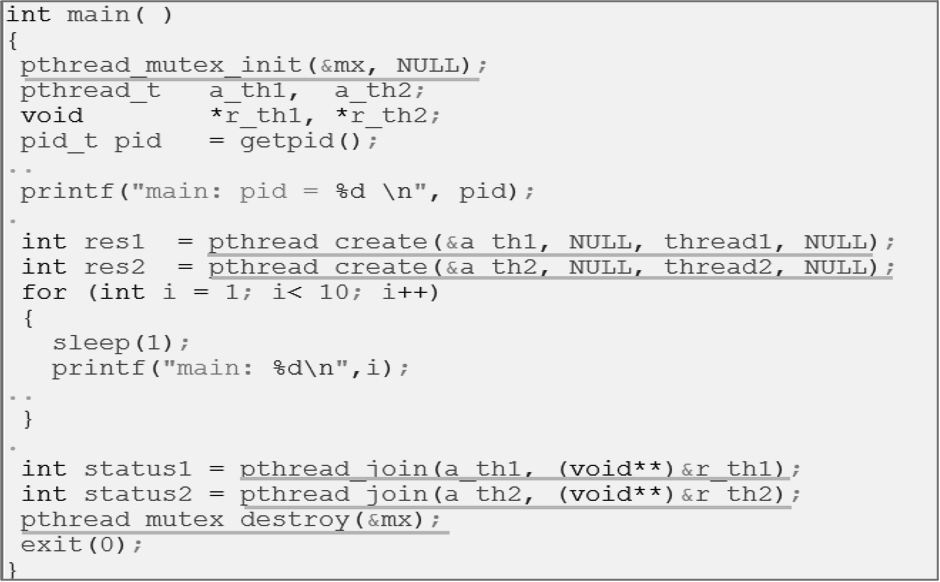 int main( )
{
pthread_mutex_init(&mx, NULL);
pthread_t a_th1, a_th2;
void *r_th1, *r_th2;
pid_t pid = getpid();
..
printf("main: pid = %d \n", pid);
.
int res1 = pthread_create(&a_th1, NULL, thread1, NULL);
int res2 = pthread_create(&a_th2, NULL, thread2, NULL);
for (int i = 1; i< 10; i++)
{
sleep(1);
printf("main: %d\n",i);
..
}
.
int status1 = pthread_join(a_th1, (void**)&r_th1);
int status2 = pthread_join(a_th2, (void**)&r_th2);
pthread_mutex_destroy(&mx);
exit(0);
}